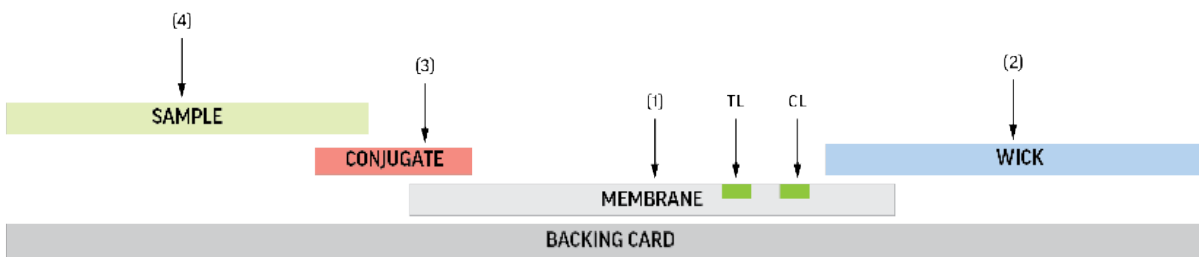 (4)
(3)
(2)
(1) TL CL
SAMPLE
CONJUGATE
WICK
MEMBRANE
BACKING CARD